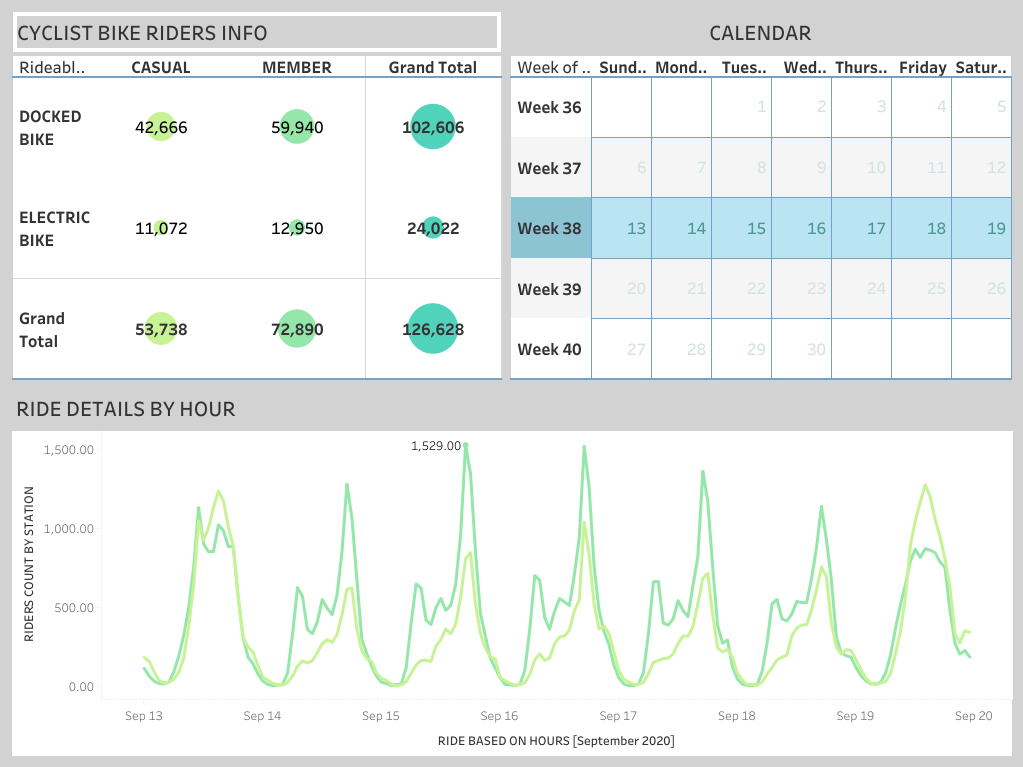 CYCLIST BIKE RIDERS INFO
Rideabl.. CASUAL MEMBER Grand Total
DOCKED
BIKE
42,666 59,940 102,606
ELECTRIC
BIKE
11,072 12,950 24,022
Grand
Total
53,738 72,890 126,628
CALENDAR
Week of .. Sund.. Mond.. Tues.. Wed.. Thurs.. Friday Satur..
Week 36 1 2 3 4 5
Week 37 6 7 8 9 10 11 12
Week 38 13 14 15 16 17 18 19
Week 39 20 21 22 23 24 25 26
Week 40 27 28 29 30
RIDE DETAILS BY HOUR
RIDERS COUNT BY STATION
1,529.00
1,500.00
1,000.00
500.00
0.00
Sep 13 Sep 14 Sep 15 Sep 16 Sep 17 Sep 18 Sep 19 Sep 20
RIDE BASED ON HOURS [September 2020]